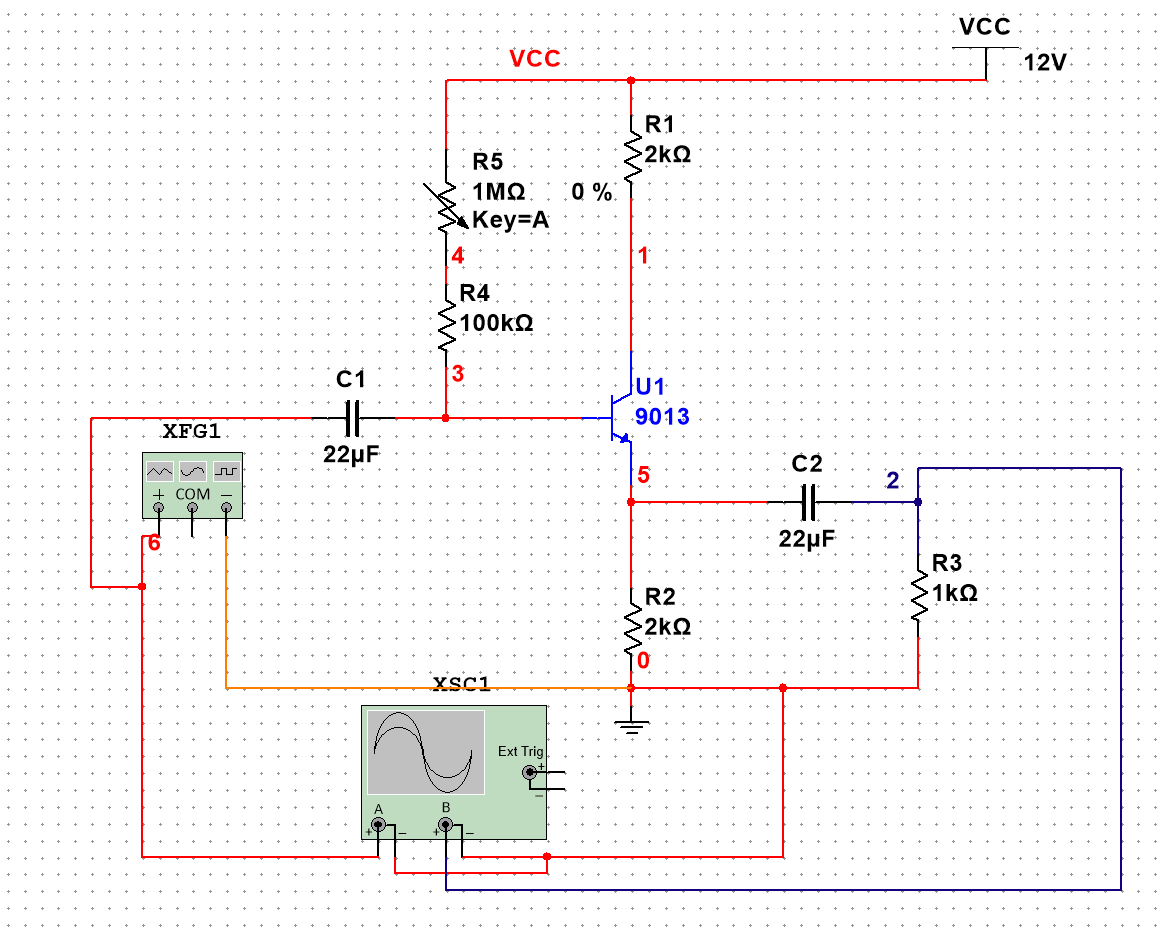 VCC
VCC
12V
R1
2kΩ
R5
1MΩ
0 %
Key=A
4
1
R4
100kΩ
3
C1
22µF
U1
9013
XFG1
COM
+
−
6
5
C2
2
22µF
R3
1kΩ
R2
2kΩ
0
XSC1
Ext Trig
+
−
A
B
+
−
+
−